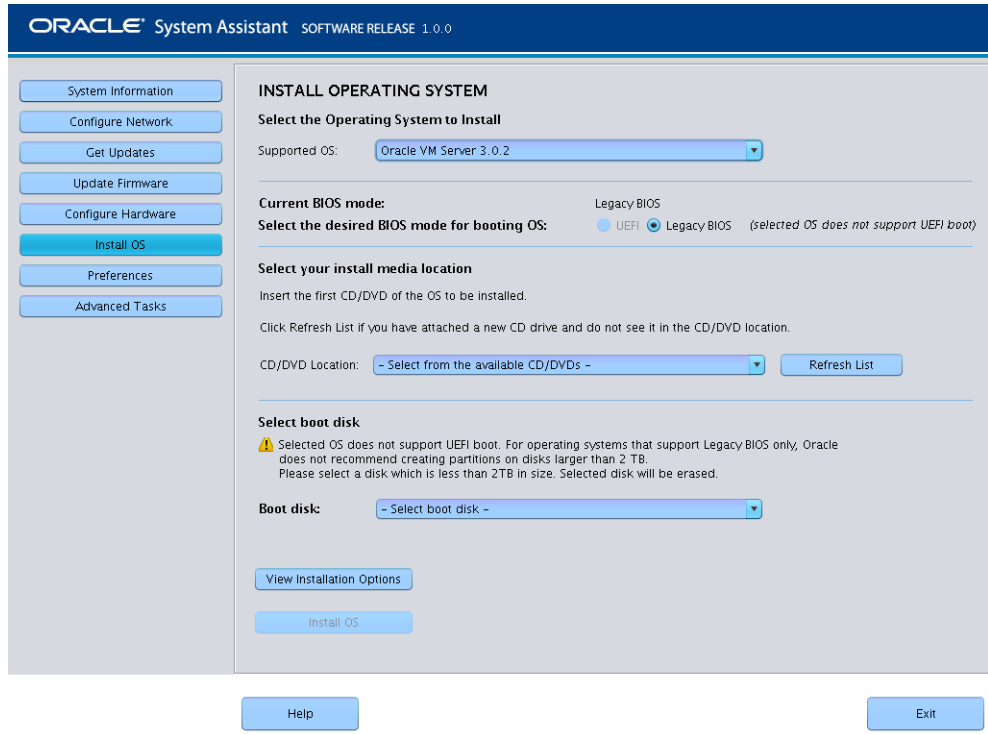 ORACLE® System Assistant SOFTWARE RELEASE 1.0.0
System Information
Configure Network
Get Updates
Update Firmware
Configure Hardware
Install OS
Preferences
Advanced Tasks
INSTALL OPERATING SYSTEM
Select the Operating System to Install
Supported OS: Oracle VM Server 3.0.2
Current BIOS mode: Legacy BIOS
Select the desired BIOS mode for booting OS: UEFI Legacy BIOS (selected OS does not support UEFI boot)
Select your install media location
Insert the first CD/DVD of the OS to be installed.
Click Refresh List if you have attached a new CD drive and do not see it in the CD/DVD location.
CD/DVD Location: - Select from the available CD/DVDs - Refresh List
Select boot disk
Selected OS does not support UEFI boot. For operating systems that support Legacy BIOS only, Oracle
does not recommend creating partitions on disks larger than 2 TB.
Please select a disk which is less than 2TB in size. Selected disk will be erased.
Boot disk: - Select boot disk -
View Installation Options
Install OS
Help Exit